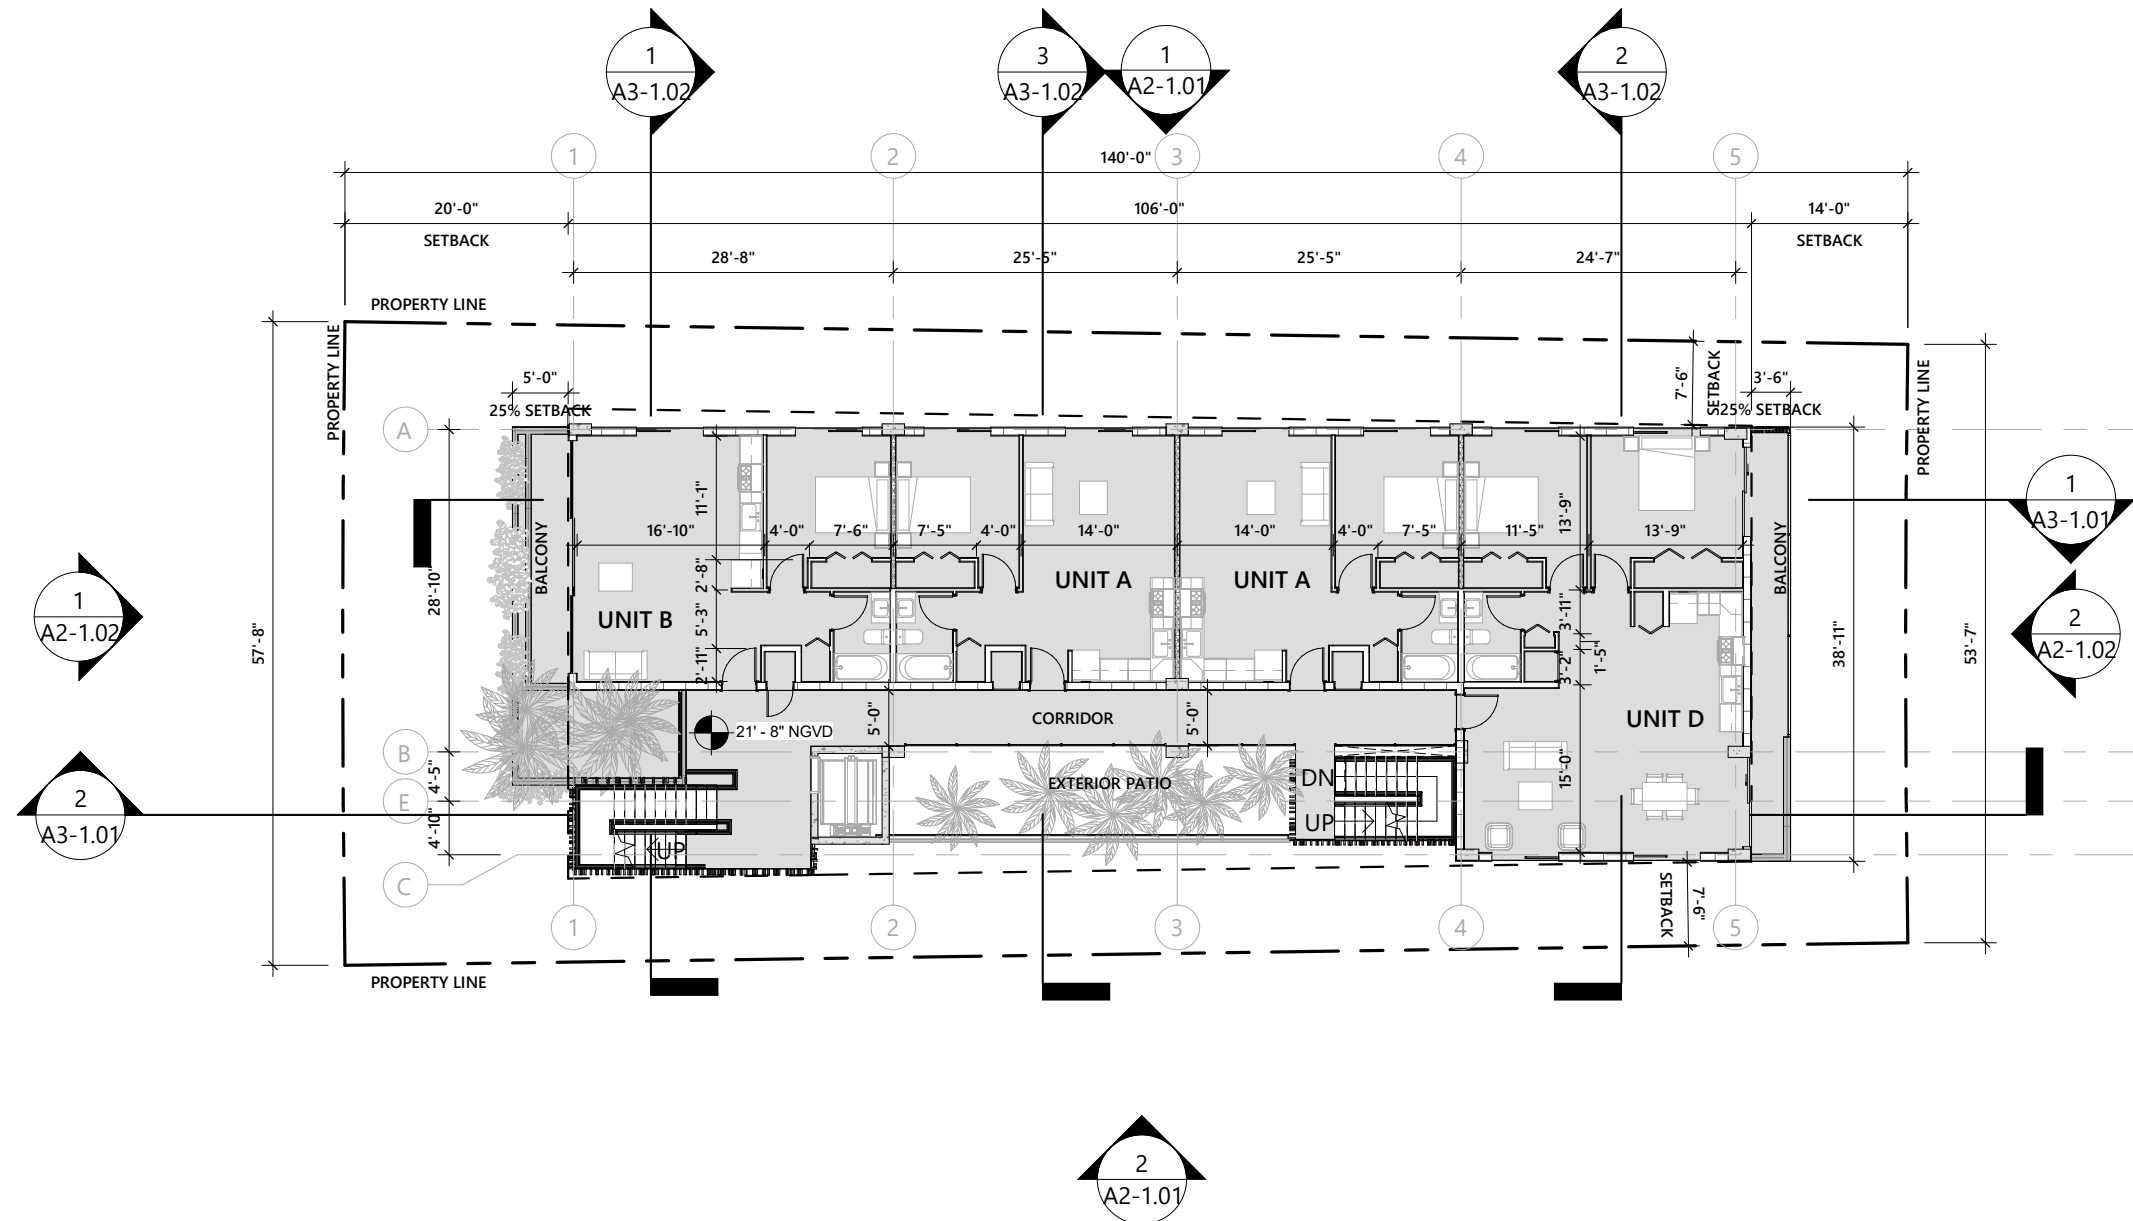 1
A3-1.02
3
A3-1.02
1
A2-1.01
2
A3-1.02
1
2
3
4
5
140'-0"
20'-0"
106'-0"
14'-0"
SETBACK
SETBACK
28'-8"
25'-5"
25'-5"
24'-7"
PROPERTY LINE
PROPERTY LINE
PROPERTY LINE
5'-0"
25% SETBACK
7'-6"
SETBACK
3'-6"
25% SETBACK
A
57'-8"
28'-10"
38'-11"
53'-7"
BALCONY
BALCONY
11'-1"
13'-9"
16'-10"
4'-0"
7'-6"
7'-5"
4'-0"
14'-0"
14'-0"
4'-0"
7'-5"
11'-5"
13'-9"
1
A3-1.01
2'-8"
UNIT A
UNIT A
UNIT B
5'-3"
3'-11"
1
A2-1.02
2
A2-1.02
2'-11"
3'-2"
1'-5"
CORRIDOR
UNIT D
5'-0"
5'-0"
21' - 8" NGVD
B
4'-5"
E
4'-10"
C
EXTERIOR PATIO
DN
UP
UP
15'-0"
2
A3-1.01
SETBACK
7'-6"
1
2
3
4
5
PROPERTY LINE
2
A2-1.01